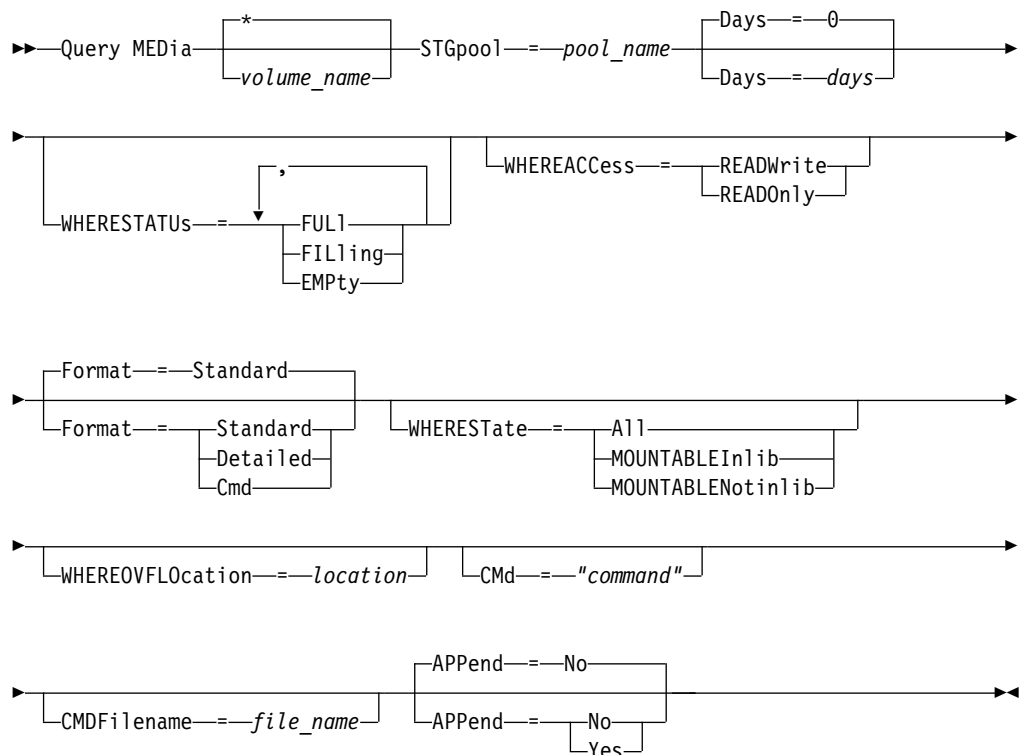 * Days = 0
Query MEDia STGpool = pool_name
volume_name Days = days
, WHEREACCess = READWrite
READOnly
WHERESTATUs = FULl
FILling
EMPty
Format = Standard
Format = Standard WHERESTate = All
Detailed MOUNTABLEInlib
Cmd MOUNTABLENotinlib
WHEREOVFLOcation = location CMd = "command"
APPend = No
CMDFilename = file_name APPend = No
Yes